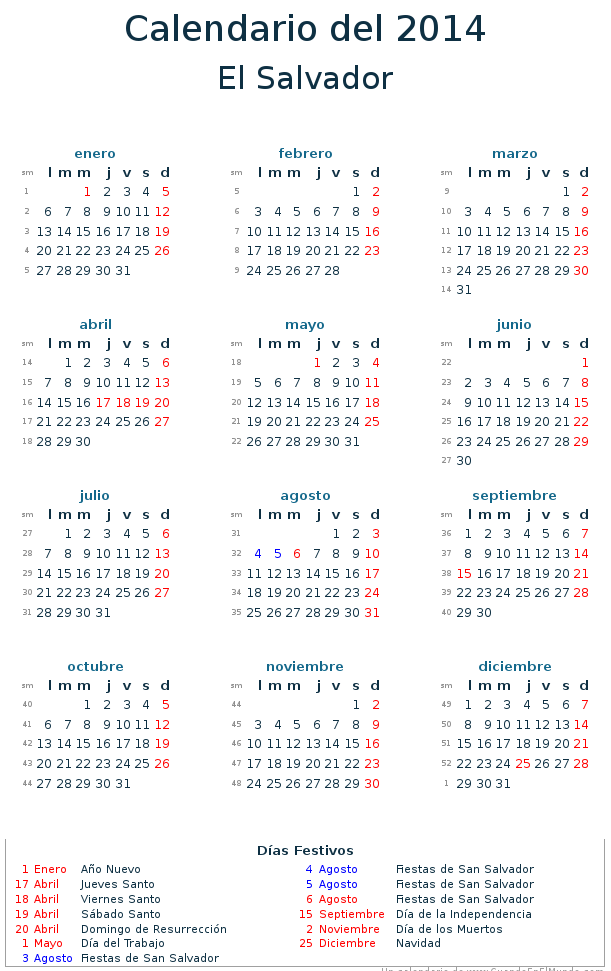 Calendario del 2014
El Salvador
enero
sm l m m j v s d
1 1 2 3 4 5
2 6 7 8 9 10 11 12
3 13 14 15 16 17 18 19
4 20 21 22 23 24 25 26
5 27 28 29 30 31
febrero
sm l m m j v s d
5 1 2
6 3 4 5 6 7 8 9
7 10 11 12 13 14 15 16
8 17 18 19 20 21 22 23
9 24 25 26 27 28
marzo
sm l m m j v s d
9 1 2
10 3 4 5 6 7 8 9
11 10 11 12 13 14 15 16
12 17 18 19 20 21 22 23
13 24 25 26 27 28 29 30
14 31
abril
sm l m m j v s d
14 1 2 3 4 5 6
15 7 8 9 10 11 12 13
16 14 15 16 17 18 19 20
17 21 22 23 24 25 26 27
18 28 29 30
mayo
sm l m m j v s d
18 1 2 3 4
19 5 6 7 8 9 10 11
20 12 13 14 15 16 17 18
21 19 20 21 22 23 24 25
22 26 27 28 29 30 31
junio
sm l m m j v s d
22 1
23 2 3 4 5 6 7 8
24 9 10 11 12 13 14 15
25 16 17 18 19 20 21 22
26 23 24 25 26 27 28 29
27 30
julio
sm l m m j v s d
27 1 2 3 4 5 6
28 7 8 9 10 11 12 13
29 14 15 16 17 18 19 20
30 21 22 23 24 25 26 27
31 28 29 30 31
agosto
sm l m m j v s d
31 1 2 3
32 4 5 6 7 8 9 10
33 11 12 13 14 15 16 17
34 18 19 20 21 22 23 24
35 25 26 27 28 29 30 31
septiembre
sm l m m j v s d
36 1 2 3 4 5 6 7
37 8 9 10 11 12 13 14
38 15 16 17 18 19 20 21
39 22 23 24 25 26 27 28
40 29 30
octubre
sm l m m j v s d
40 1 2 3 4 5
41 6 7 8 9 10 11 12
42 13 14 15 16 17 18 19
43 20 21 22 23 24 25 26
44 27 28 29 30 31
noviembre
sm l m m j v s d
44 1 2
45 3 4 5 6 7 8 9
46 10 11 12 13 14 15 16
47 17 18 19 20 21 22 23
48 24 25 26 27 28 29 30
diciembre
sm l m m j v s d
49 1 2 3 4 5 6 7
50 8 9 10 11 12 13 14
51 15 16 17 18 19 20 21
52 22 23 24 25 26 27 28
1 29 30 31
Días Festivos
1 Enero Año Nuevo
17 Abril Jueves Santo
18 Abril Viernes Santo
19 Abril Sábado Santo
20 Abril Domingo de Resurrección
1 Mayo Día del Trabajo
3 Agosto Fiestas de San Salvador
4 Agosto Fiestas de San Salvador
5 Agosto Fiestas de San Salvador
6 Agosto Fiestas de San Salvador
15 Septiembre Día de la Independencia
2 Noviembre Día de los Muertos
25 Diciembre Navidad
Un calendario de www.CuandoEnElMundo.com